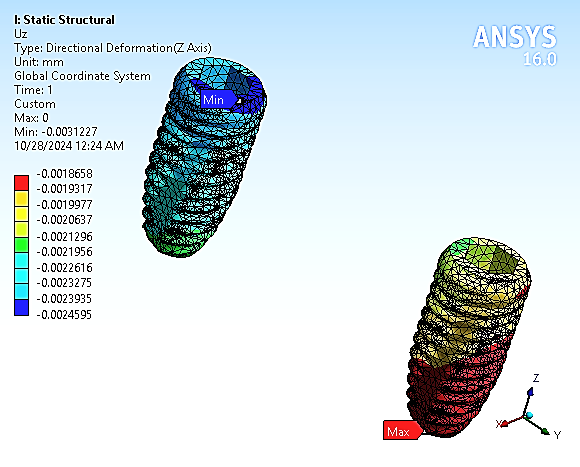 I: Static Structural
Uz
Type: Directional Deformation(Z Axis)
Unit: mm
Global Coordinate System
Time: 1
Custom
Max: 0
Min: -0.0031227
10/28/2024 12:24 AM
-0.0018658
-0.0019317
-0.0019977
-0.0020637
-0.0021296
-0.0021956
-0.0022616
-0.0023275
-0.0023935
-0.0024595
ANSYS
16.0
Min
Max
Z
X
Y